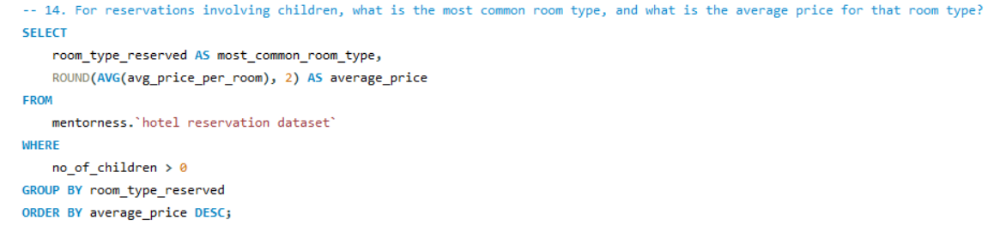 -- 14. For reservations involving children, what is the most common room type, and what is the average price for that room type?
SELECT
    room_type_reserved AS most_common_room_type,
    ROUND(AVG(avg_price_per_room), 2) AS average_price
FROM
    mentorness.`hotel reservation dataset`
WHERE
    no_of_children > 0
GROUP BY room_type_reserved
ORDER BY average_price DESC;